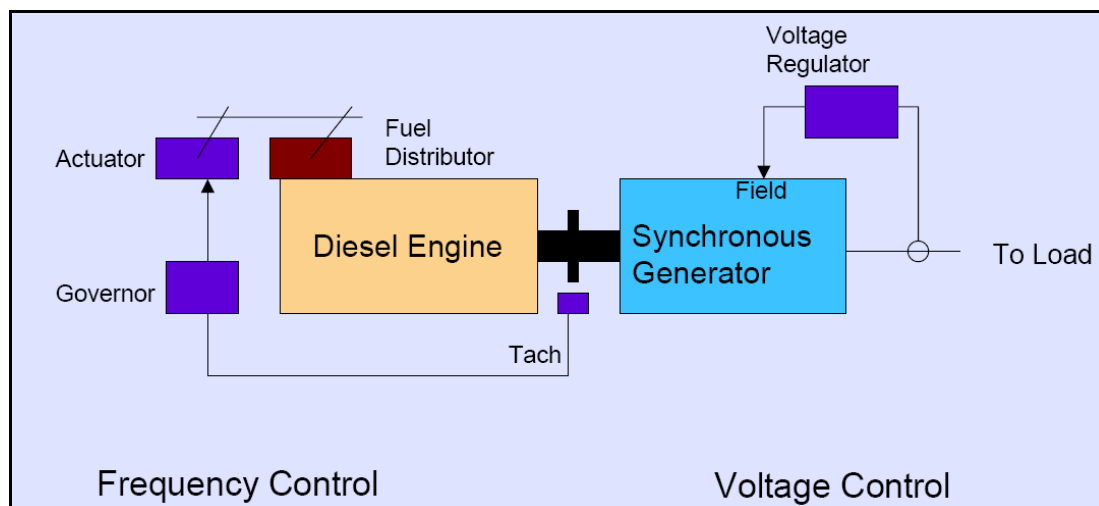 Voltage
Regulator
Actuator
Fuel
Distributor
Field
Diesel Engine
Synchronous
Generator
To Load
Governor
Tach
Frequency Control
Voltage Control